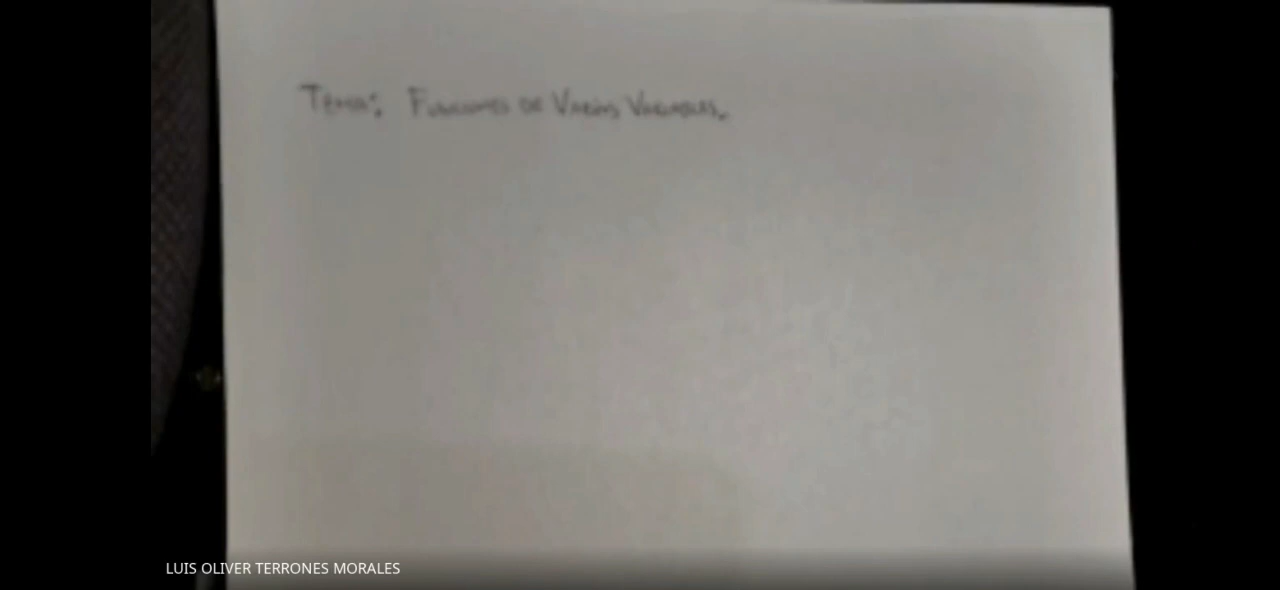 Tema: Funciones de Varias Variables.
LUIS OLIVER TERRONES MORALES